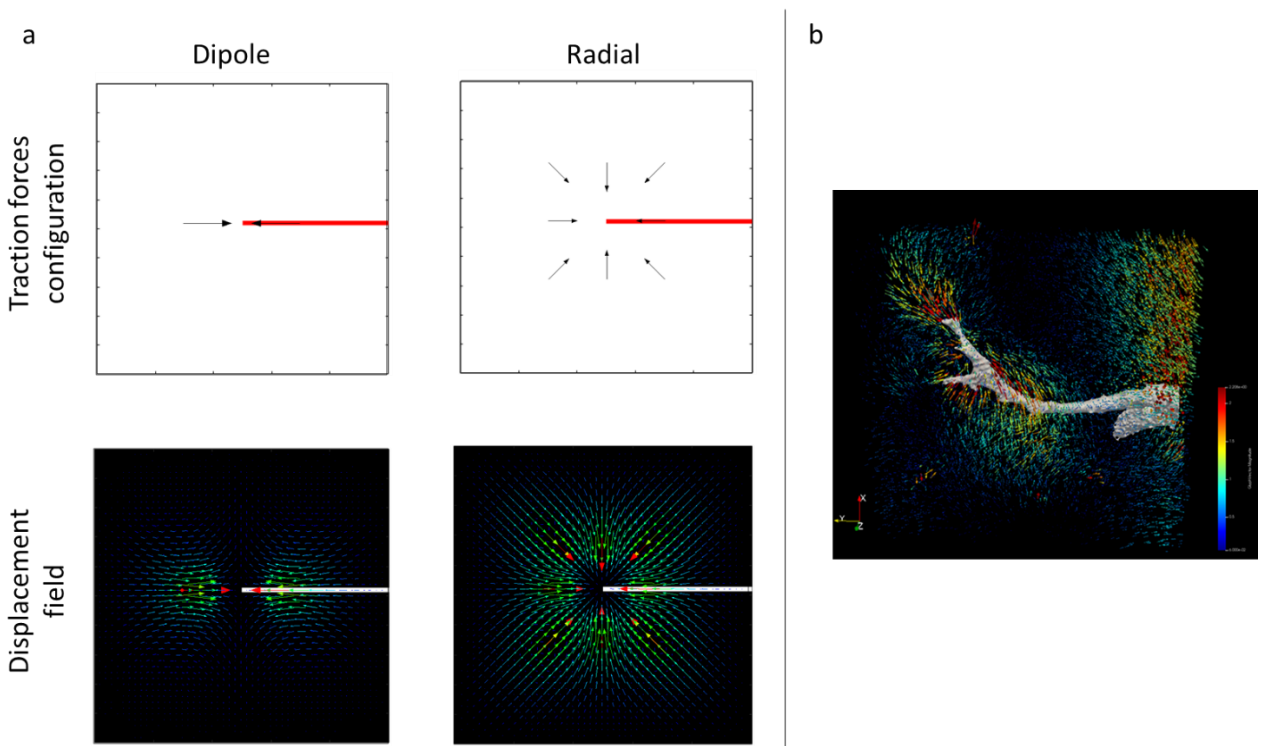 a
Dipole
Radial
b
Traction forces
configuration
Displacement
field
X
Y
Z